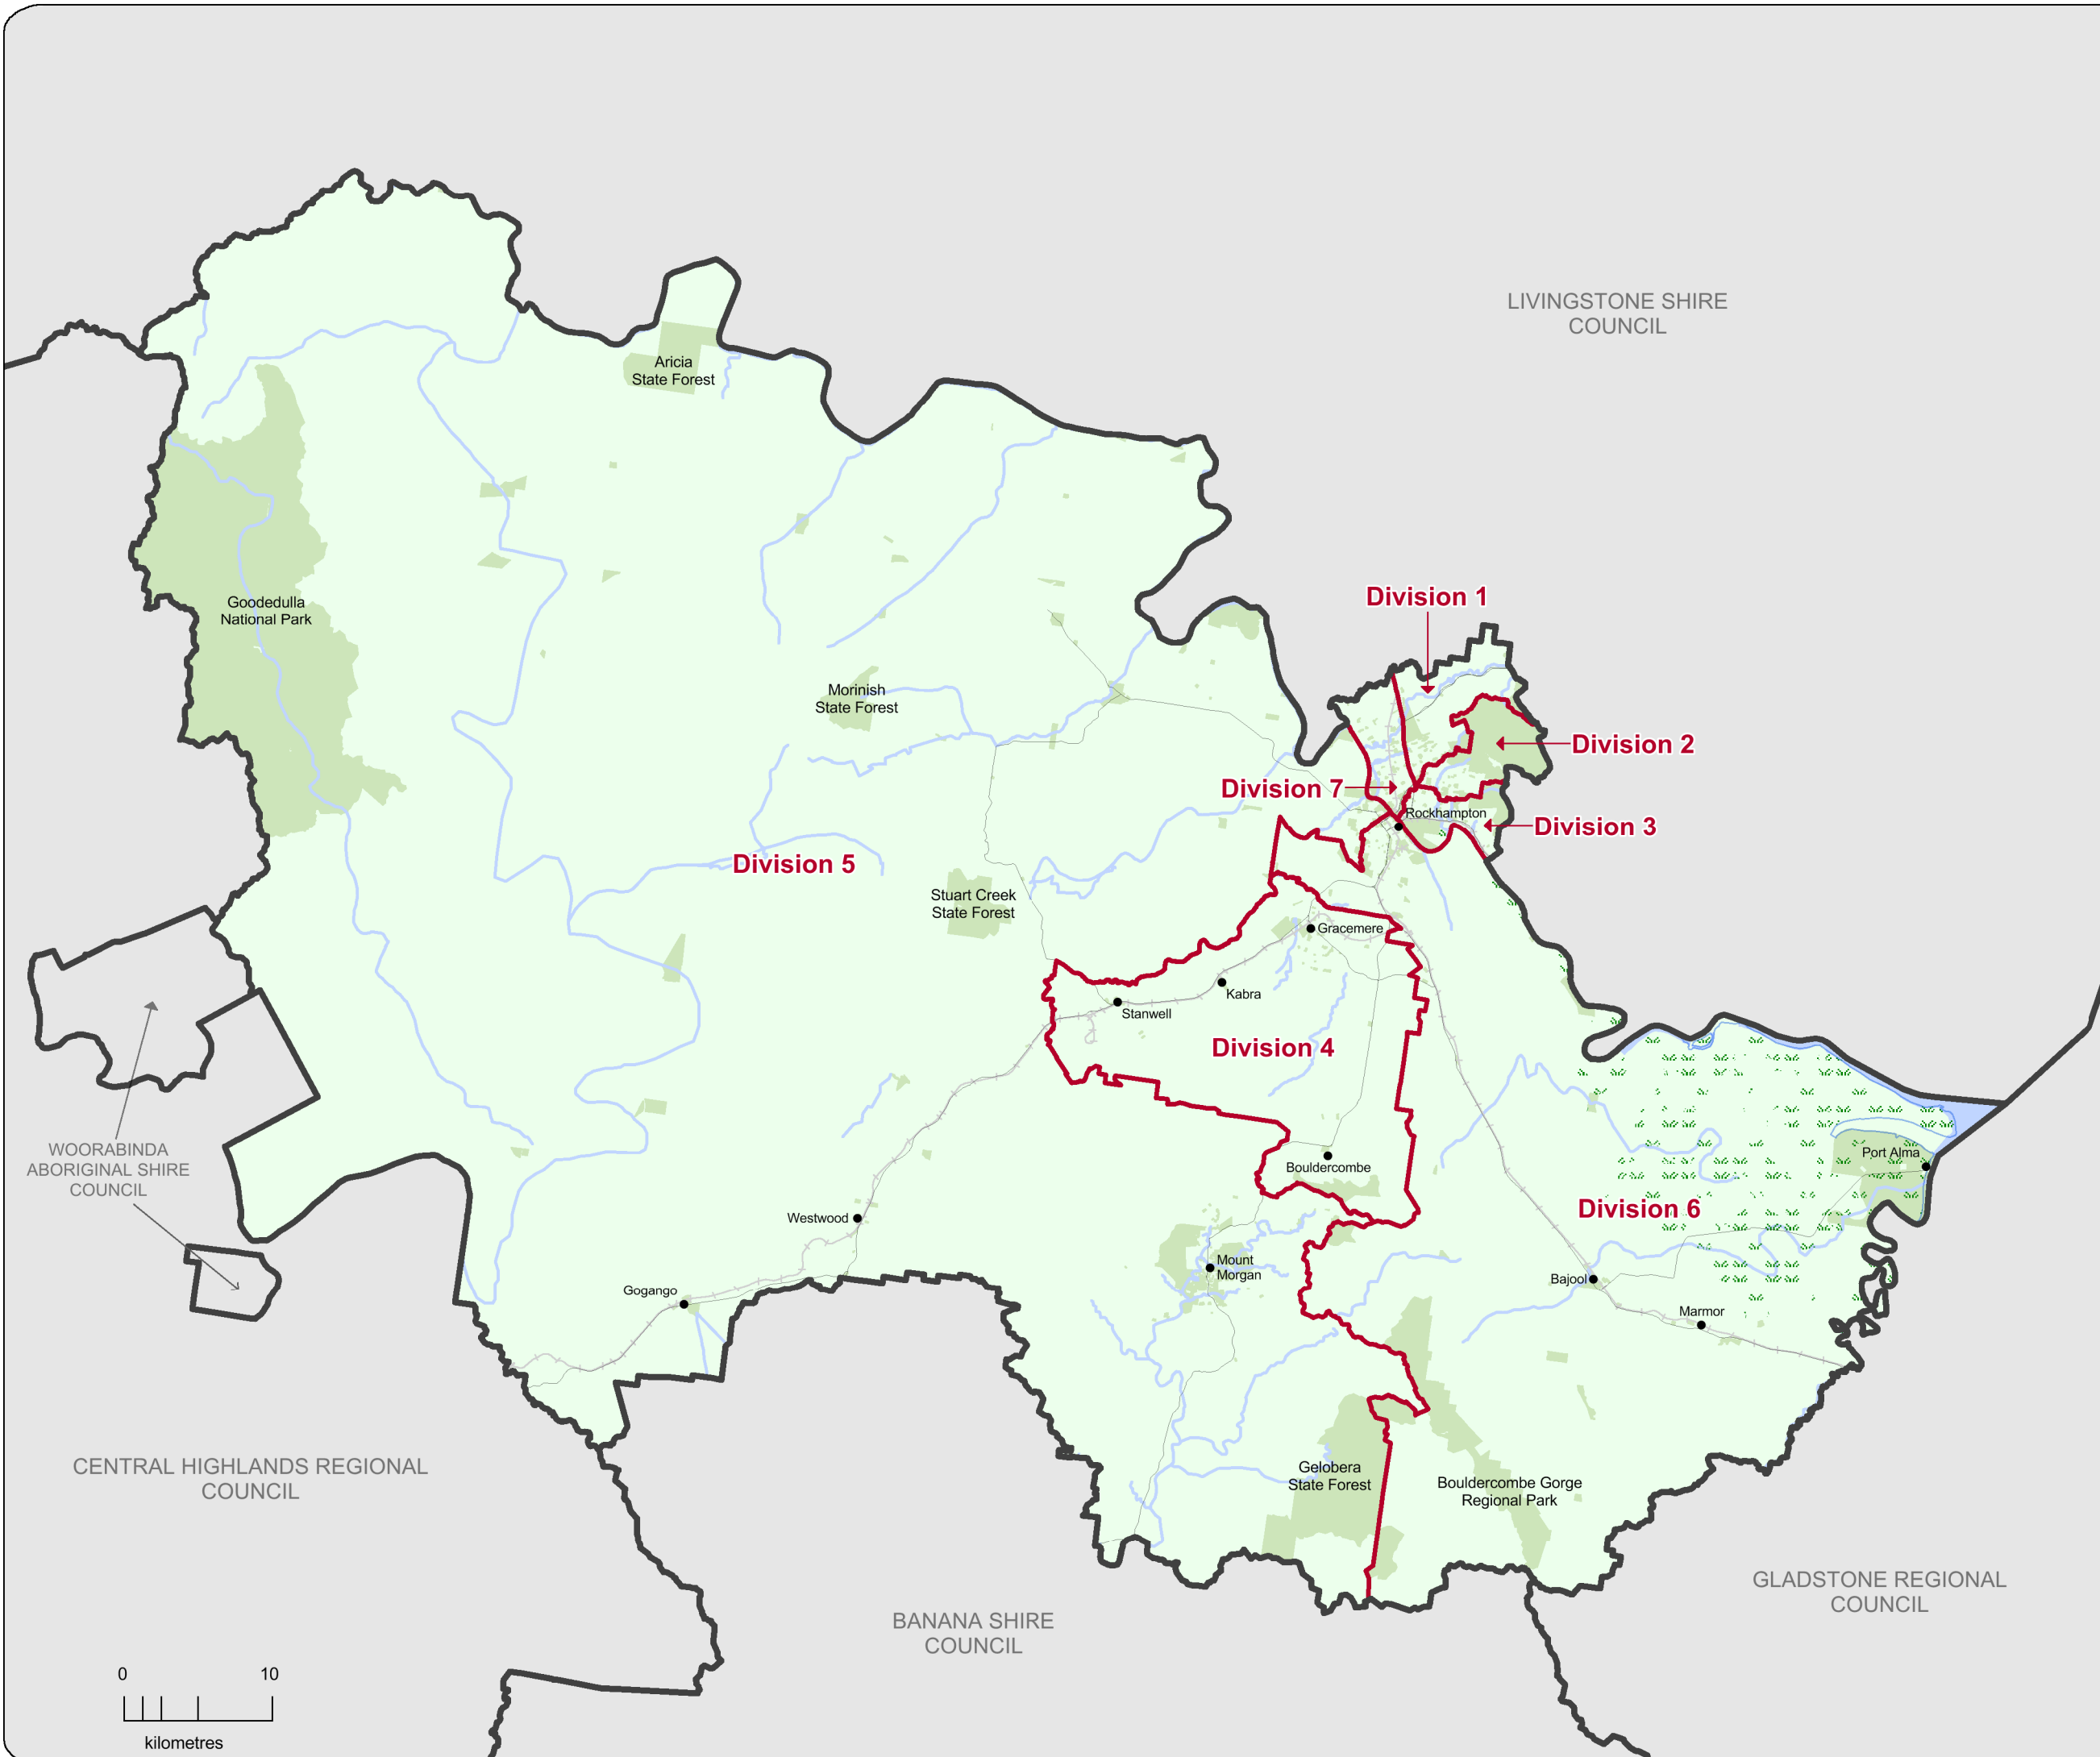 LIVINGSTONE SHIRE
COUNCIL
Aricia
State Forest
Goodedulla
National Park
Division 1
Morinish
State Forest
Division 2
Division 7
Rockhampton
Division 3
Division 5
Stuart Creek
State Forest
Gracemere
Kabra
Stanwell
Division 4
WOORABINDA
ABORIGINAL SHIRE
COUNCIL
Bouldercombe
Port Alma
Westwood
Division 6
Mount
Morgan
Bajool
Gogango
Marmor
CENTRAL HIGHLANDS REGIONAL
COUNCIL
Gelobera
State Forest
Bouldercombe Gorge
Regional Park
GLADSTONE REGIONAL
COUNCIL
BANANA SHIRE
COUNCIL
0 10
kilometres